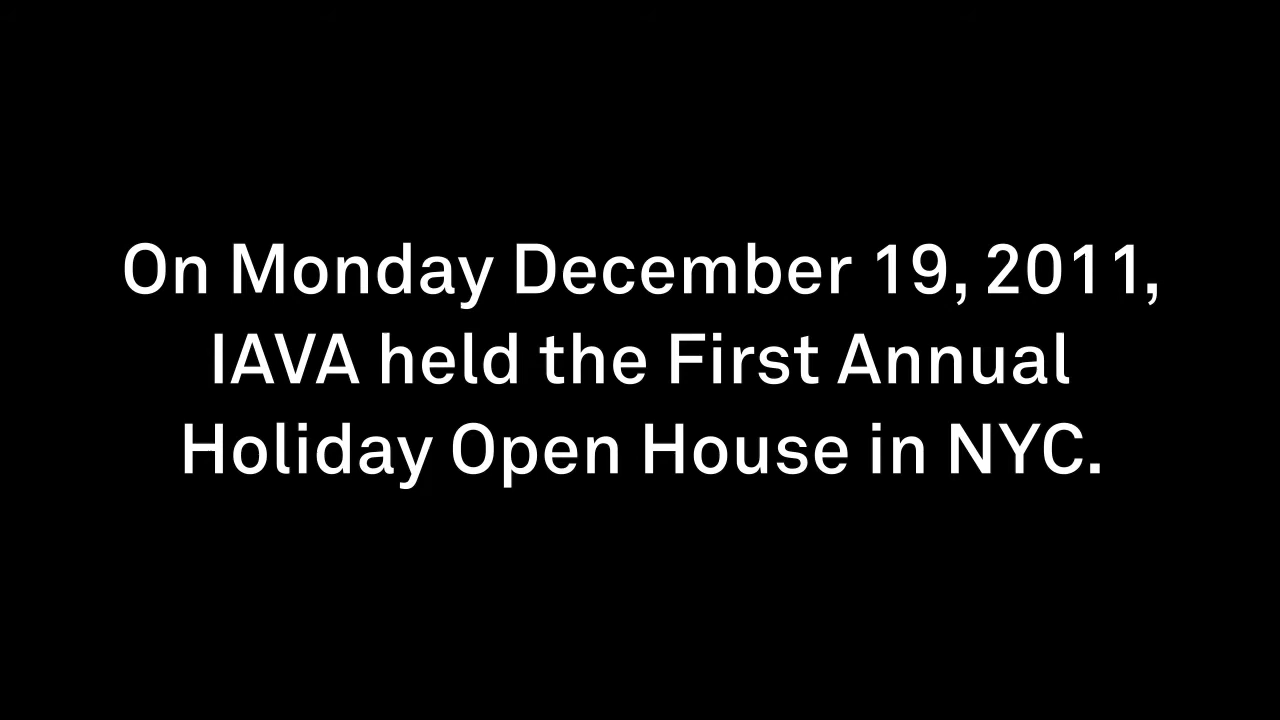 On Monday December 19, 2011,
IAVA held the First Annual
Holiday Open House in NYC.